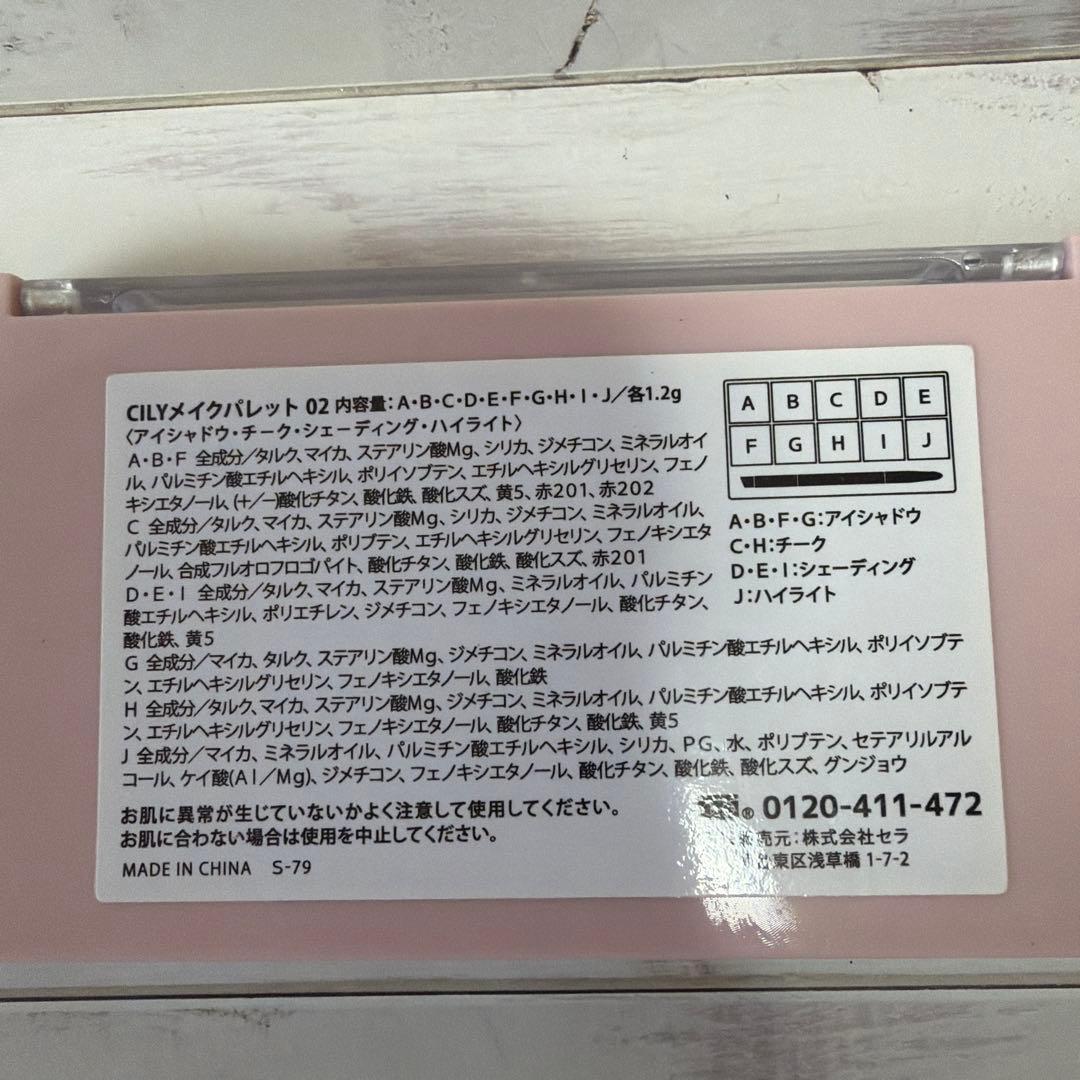 CILYメイクパレット 02 内容量：A・B・C・D・E・F・G・H・I・J／各1.2g
〈アイシャドウ・チーク・シェーディング・ハイライト〉
A・B・F 全成分／タルク、マイカ、ステアリン酸Mg、シリカ、ジメチコン、ミネラルオイ
ル、パルミチン酸エチルヘキシル、ポリイソブテン、エチルヘキシルグリセリン、フェノ
キシエタノール、(+/−)酸化チタン、酸化鉄、酸化スズ、黄5、赤201、赤202
C 全成分／タルク、マイカ、ステアリン酸Mg、シリカ、ジメチコン、ミネラルオイル、
パルミチン酸エチルヘキシル、ポリブテン、エチルヘキシルグリセリン、フェノキシエタ
ノール、合成フルオロフロゴパイト、酸化チタン、酸化鉄、酸化スズ、赤201
D・E・I 全成分／タルク、マイカ、ステアリン酸Mg、ミネラルオイル、パルミチン
酸エチルヘキシル、ポリエチレン、ジメチコン、フェノキシエタノール、酸化チタン、
酸化鉄、黄5
G 全成分／マイカ、タルク、ステアリン酸Mg、ジメチコン、ミネラルオイル、パルミチン酸エチルヘキシル、ポリイソブテ
ン、エチルヘキシルグリセリン、フェノキシエタノール、酸化鉄
H 全成分／タルク、マイカ、ステアリン酸Mg、ジメチコン、ミネラルオイル、パルミチン酸エチルヘキシル、ポリイソブテ
ン、エチルヘキシルグリセリン、フェノキシエタノール、酸化チタン、酸化鉄、黄5
J 全成分／マイカ、ミネラルオイル、パルミチン酸エチルヘキシル、シリカ、PG、水、ポリブテン、セテアリルアル
コール、ケイ酸(Al／Mg)、ジメチコン、フェノキシエタノール、酸化チタン、酸化鉄、酸化スズ、グンジョウ
お肌に異常が生じていないかよく注意して使用してください。
お肌に合わない場合は使用を中止してください。
MADE IN CHINA S-79
A B C D E
F G H I J
A・B・F・G：アイシャドウ
C・H：チーク
D・E・I：シェーディング
J：ハイライト
® 0120-411-472
売元：株式会社セラ
東区浅草橋 1-7-2